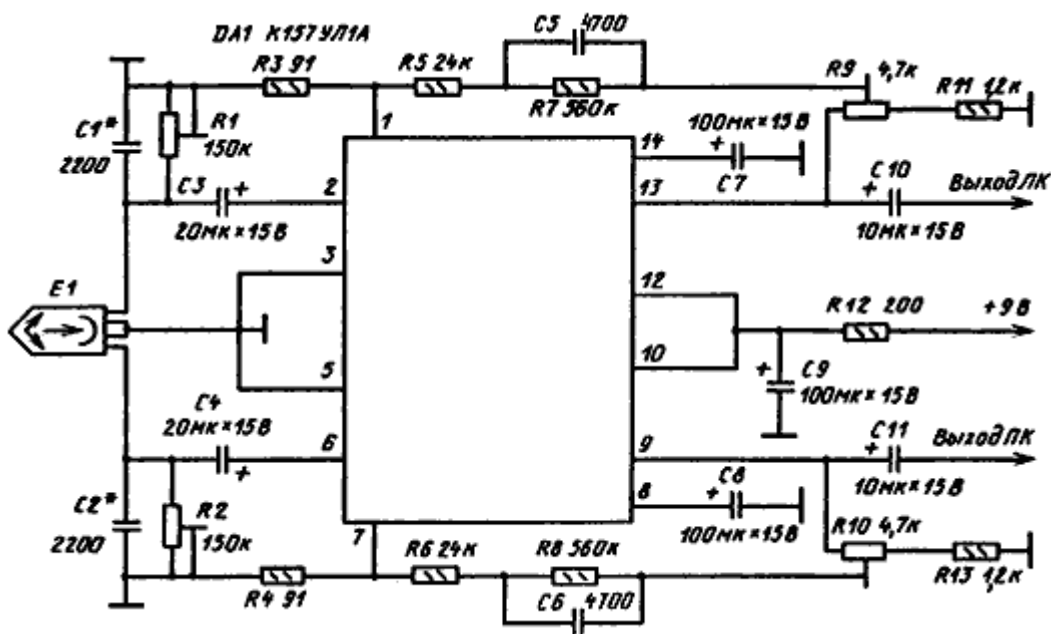 DA1 К157УЛ1А
C5 4700
R3 91
R5 24к
R7 560к
R9 4,7к
R11 1,2к
C1*
2200
R1
150к
1
14
100мк×15В
+
C7
C3
+
20мк×15В
2
13
+
C10
Выход ЛК
10мк×15В
3
12
E1
R12 200
+9В
10
5
+
C9
100мк×15В
C4
20мк×15В
+
6
9
+
C11
Выход ПК
10мк×15В
C2*
2200
R2
150к
8
+
C8
100мк×15В
7
R10 4,7к
R6 24к
R8 560к
R4 91
C6 4700
R13 1,2к